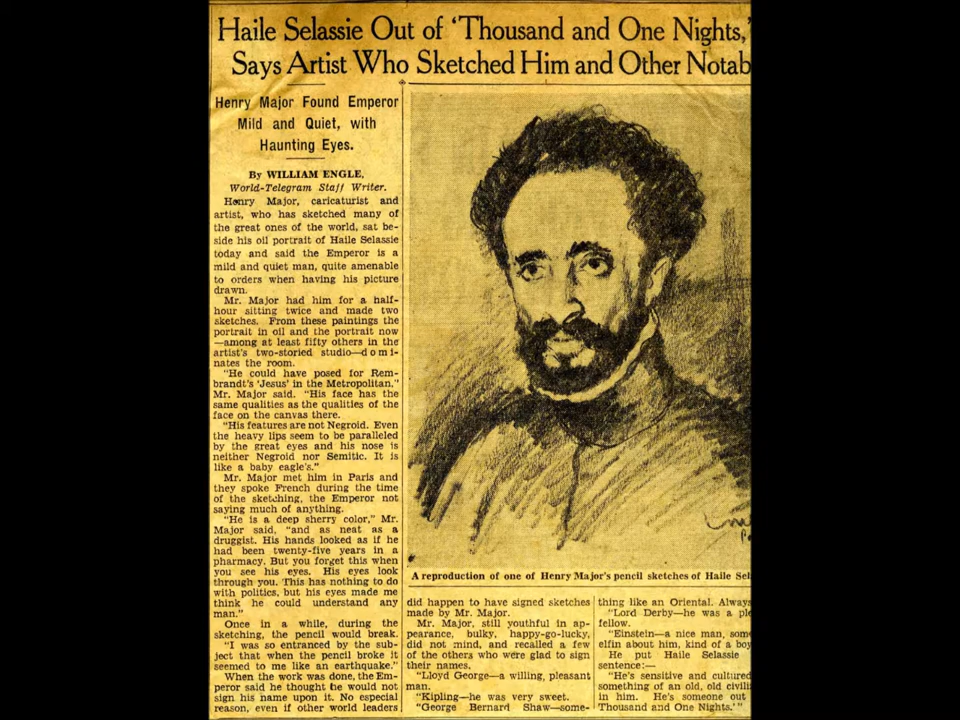 Haile Selassie Out of 'Thousand and One Nights,'
Says Artist Who Sketched Him and Other Notab
Henry Major Found Emperor
Mild and Quiet, with
Haunting Eyes.
By WILLIAM ENGLE,
World-Telegram Staff Writer.
Henry Major, caricaturist and
artist, who has sketched many of
the great ones of the world, sat be-
side his oil portrait of Haile Selassie
today and said the Emperor is a
mild and quiet man, quite amenable
to orders when having his picture
drawn.
Mr. Major had him for a half-
hour sitting twice and made two
sketches. From these paintings the
portrait in oil and the portrait now
—among at least fifty others in the
artist's two-storied studio—domi-
nates the room.
"He could have posed for Rem-
brandt's 'Jesus' in the Metropolitan,"
Mr. Major said. "His face has the
same qualities as the qualities of the
face on the canvas there.
"His features are not Negroid. Even
the heavy lips seem to be paralleled
by the great eyes and his nose is
neither Negroid nor Semitic. It is
like a baby eagle's."
Mr. Major met him in Paris and
they spoke French during the time
of the sketching, the Emperor not
saying much of anything.
"He is a deep sherry color," Mr.
Major said, "and as neat as a
druggist. His hands looked as if he
had been twenty-five years in a
pharmacy. But you forget this when
you see his eyes. His eyes look
through you. This has nothing to do
with politics, but his eyes made me
think he could understand any
man."
Once in a while, during the
sketching, the pencil would break.
"I was so entranced by the sub-
ject that when the pencil broke it
seemed to me like an earthquake."
When the work was done, the Em-
peror said he thought he would not
sign his name upon it. No especial
reason, even if other world leaders
A reproduction of one of Henry Major's pencil sketches of Haile Sel
did happen to have signed sketches
made by Mr. Major.
Mr. Major, still youthful in ap-
pearance, bulky, happy-go-lucky,
did not mind, and recalled a few
of the others who were glad to sign
their names.
"Lloyd George—a willing, pleasant
man.
"Kipling—he was very sweet.
"George Bernard Shaw—some-
thing like an Oriental. Always
"Lord Derby—he was a ple
fellow.
"Einstein—a nice man, som
elfin about him, kind of a boy
He put Haile Selassie
sentence:—
"He's sensitive and cultured
something of an old, old civili
in him. He's someone out
'Thousand and One Nights.'"